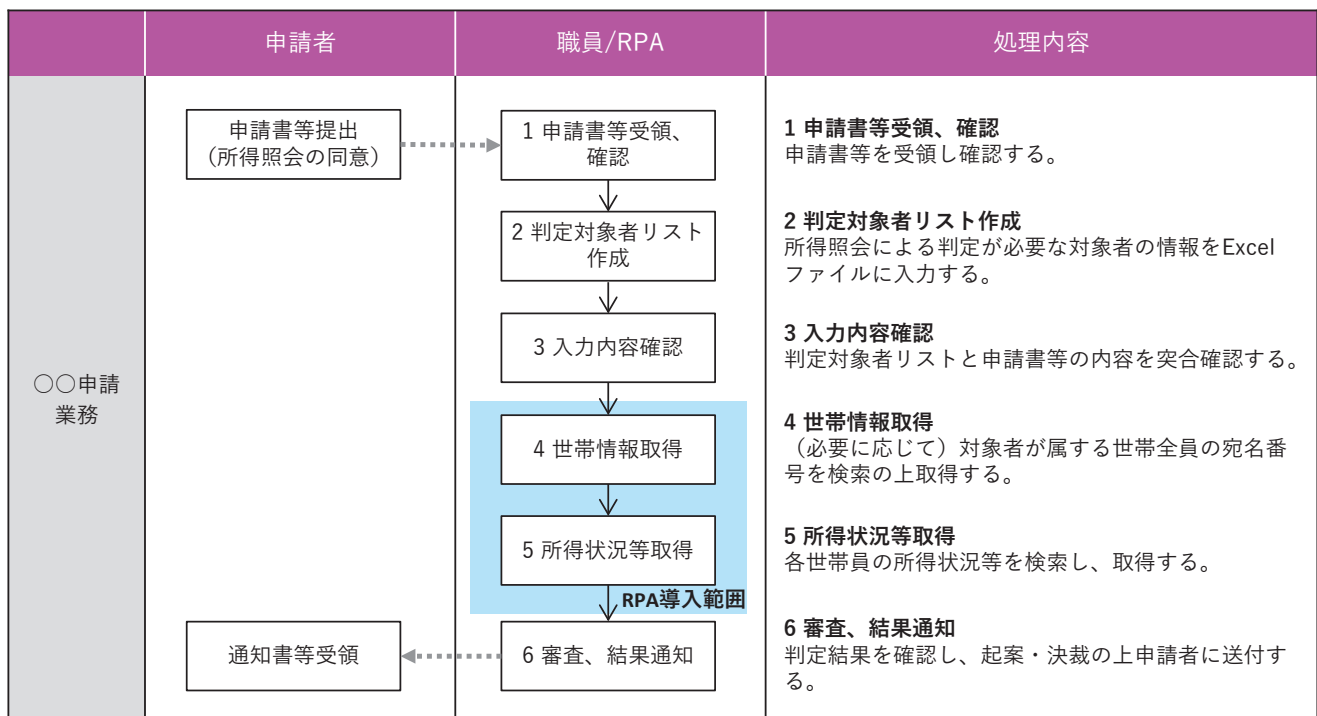 申請者
職員/RPA
処理内容
○○申請
業務
申請書等提出
（所得照会の同意）
1 申請書等受領、
確認
1 申請書等受領、確認
申請書等を受領し確認する。
2 判定対象者リスト
作成
2 判定対象者リスト作成
所得照会による判定が必要な対象者の情報をExcel
ファイルに入力する。
3 入力内容確認
3 入力内容確認
判定対象者リストと申請書等の内容を突合確認する。
4 世帯情報取得
4 世帯情報取得
（必要に応じて）対象者が属する世帯全員の宛名番
号を検索の上取得する。
5 所得状況等取得
5 所得状況等取得
各世帯員の所得状況等を検索し、取得する。
RPA導入範囲
通知書等受領
6 審査、結果通知
6 審査、結果通知
判定結果を確認し、起案・決裁の上申請者に送付す
る。